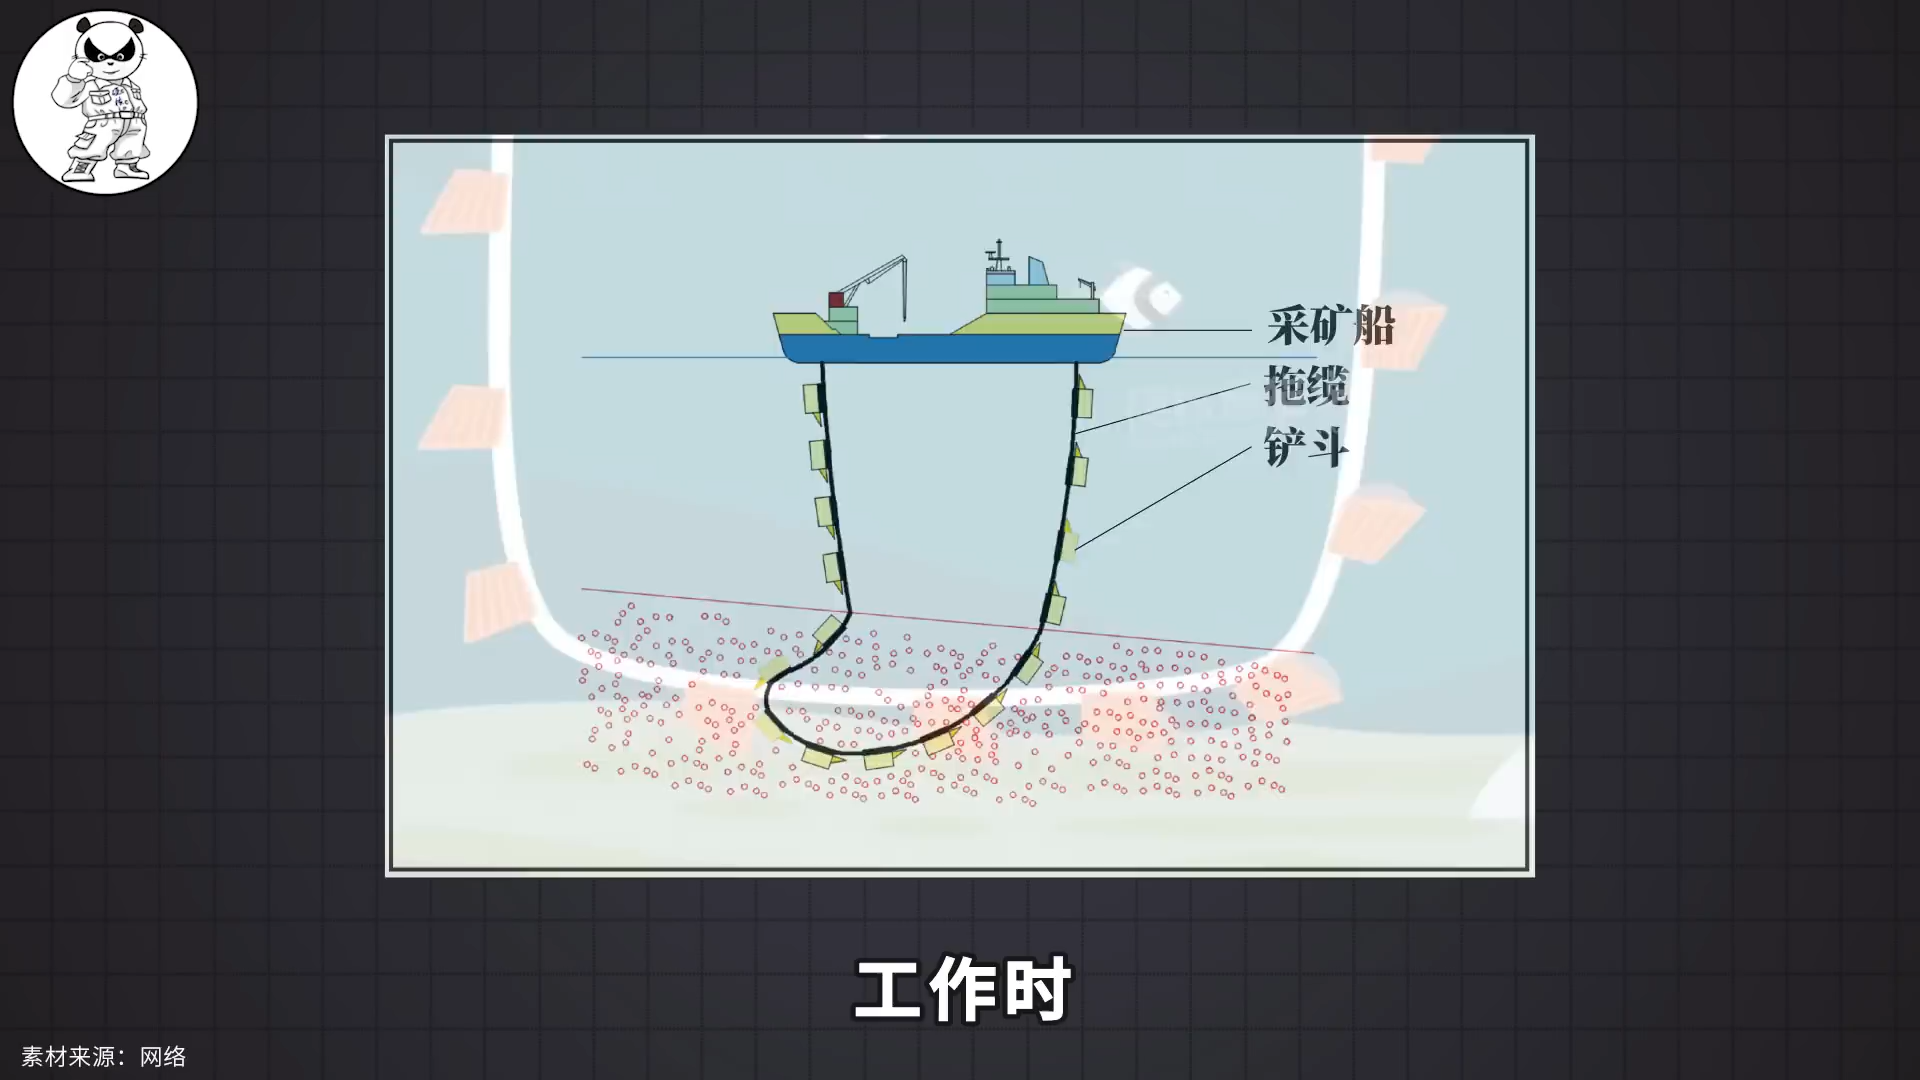 采矿船
拖缆
铲斗
工作时
素材来源：网络